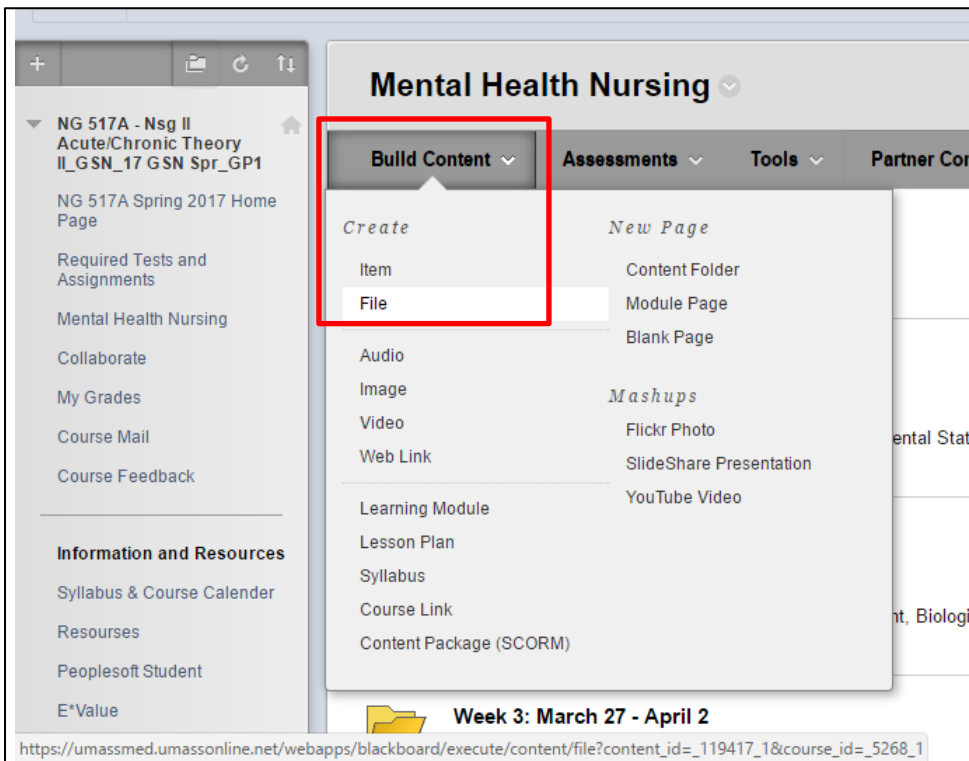 NG 517A - Nsg II
Acute/Chronic Theory
II_GSN_17 GSN Spr_GP1
NG 517A Spring 2017 Home
Page
Required Tests and
Assignments
Mental Health Nursing
Collaborate
My Grades
Course Mail
Course Feedback
Information and Resources
Syllabus & Course Calender
Resourses
Peoplesoft Student
E*Value
Mental Health Nursing
Build Content
Assessments
Tools
Partner Con
Create
Item
File
Audio
Image
Video
Web Link
Learning Module
Lesson Plan
Syllabus
Course Link
Content Package (SCORM)
New Page
Content Folder
Module Page
Blank Page
Mashups
Flickr Photo
SlideShare Presentation
YouTube Video
ental Stat
nt, Biologi
Week 3: March 27 - April 2
https://umassmed.umassonline.net/webapps/blackboard/execute/content/file?content_id=_119417_1&course_id=_5268_1